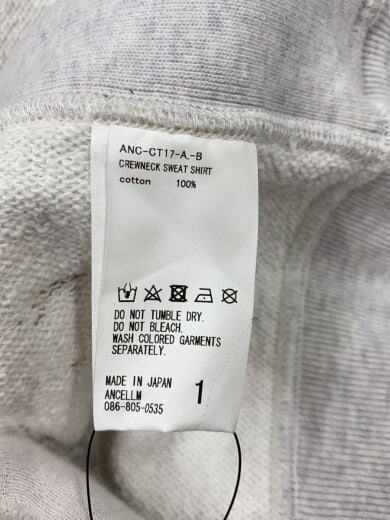 ANC-CT17-A.-B
CREWNECK SWEAT SHIRT
cotton 100%
DO NOT TUMBLE DRY.
DO NOT BLEACH.
WASH COLORED GARMENTS
SEPARATELY.
MADE IN JAPAN
ANCELLM
086-805-0535
1